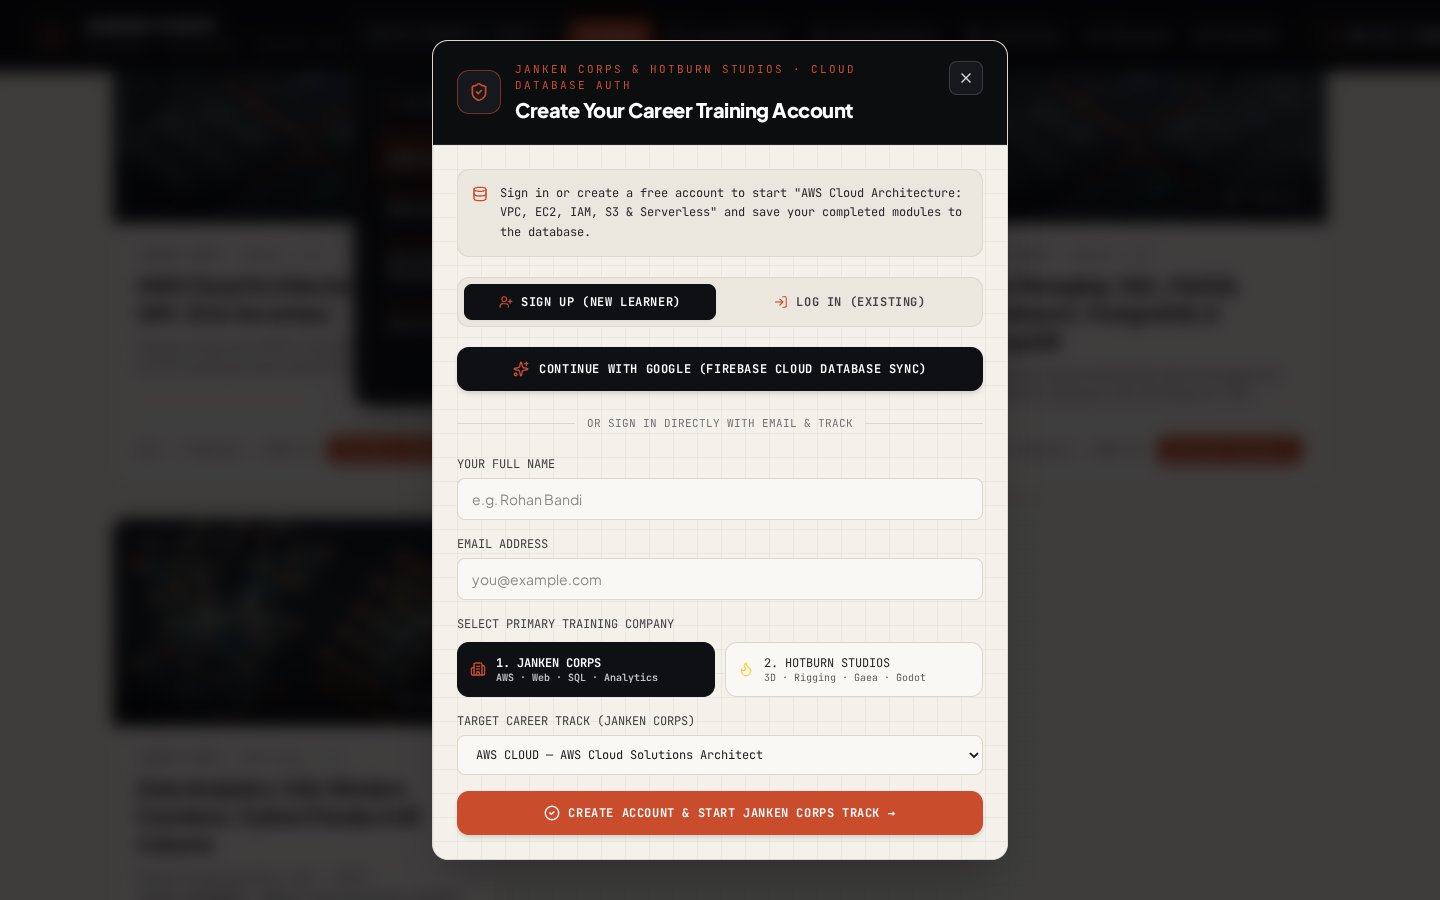 JANKEN CORPS & HOTBURN STUDIOS · CLOUD
DATABASE AUTH
Create Your Career Training Account
Sign in or create a free account to start "AWS Cloud Architecture:
VPC, EC2, IAM, S3 & Serverless" and save your completed modules to
the database.
SIGN UP (NEW LEARNER)
LOG IN (EXISTING)
CONTINUE WITH GOOGLE (FIREBASE CLOUD DATABASE SYNC)
OR SIGN IN DIRECTLY WITH EMAIL & TRACK
YOUR FULL NAME
e.g. Rohan Bandi
EMAIL ADDRESS
you@example.com
SELECT PRIMARY TRAINING COMPANY
1. JANKEN CORPS
AWS · Web · SQL · Analytics
2. HOTBURN STUDIOS
3D · Rigging · Gaea · Godot
TARGET CAREER TRACK (JANKEN CORPS)
AWS CLOUD — AWS Cloud Solutions Architect
CREATE ACCOUNT & START JANKEN CORPS TRACK →